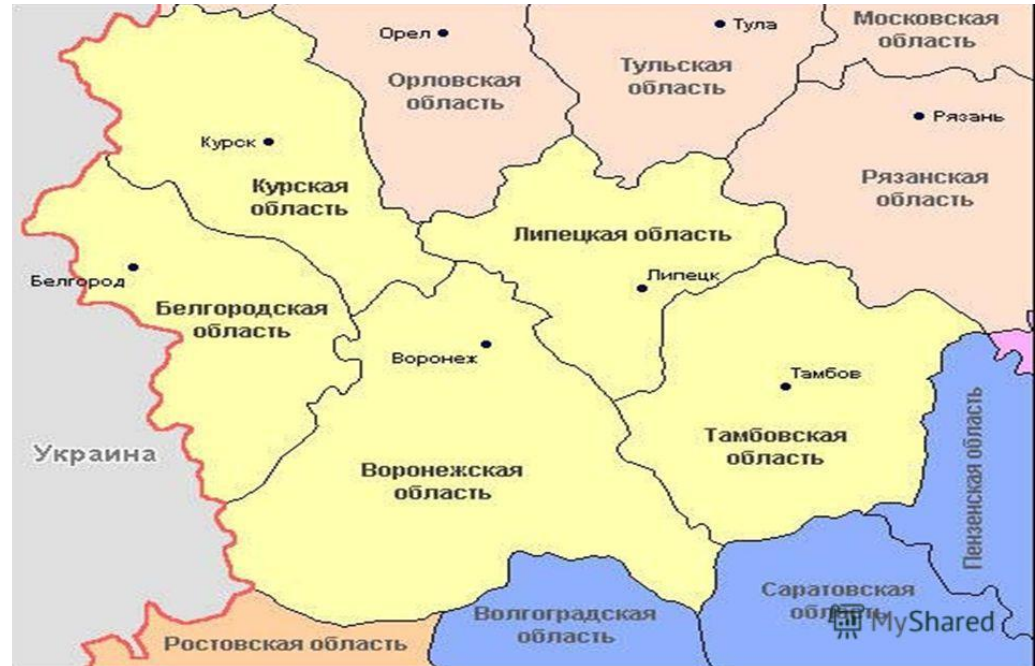 Московская
область
Орел
Тула
Орловская
область
Тульская
область
Рязань
Курск
Рязанская
область
Курская
область
Липецкая область
Белгород
Липецк
Белгородская
область
Воронеж
Тамбов
Украина
Тамбовская
область
Воронежская
область
Пензенская область
Саратовская
область
Волгоградская
область
MyShared
Ростовская область